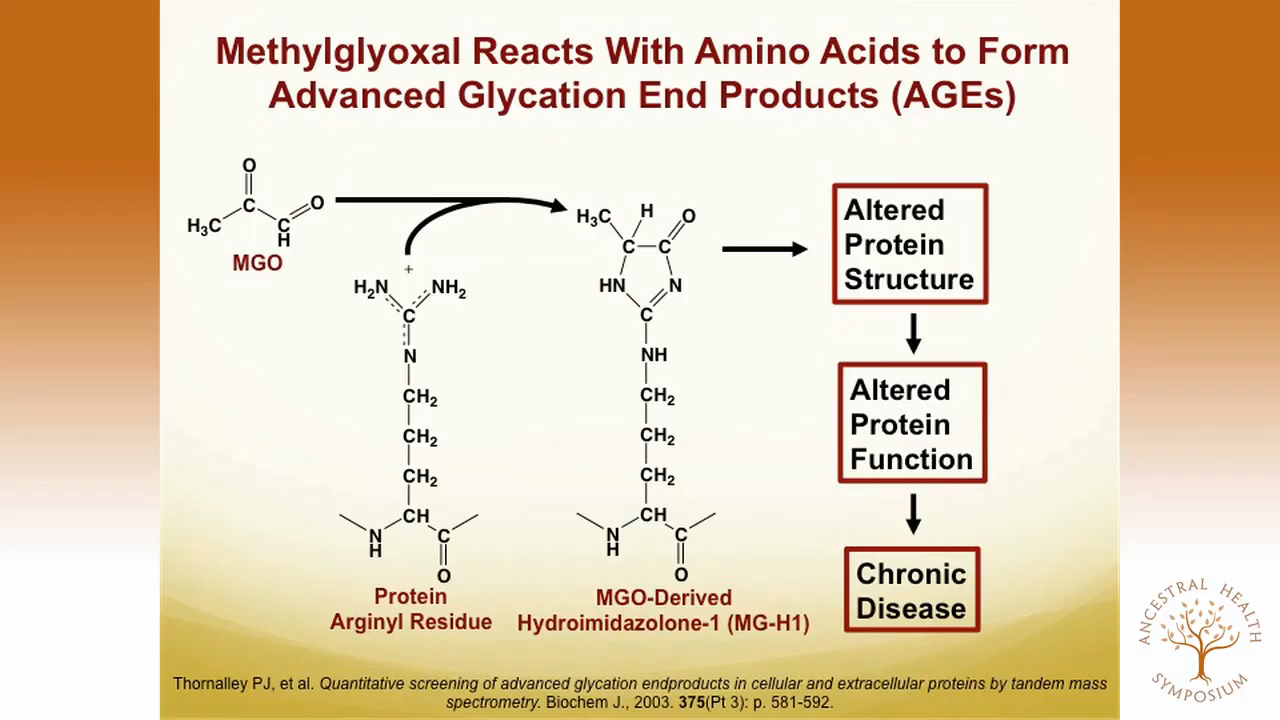 Methylglyoxal Reacts With Amino Acids to Form
Advanced Glycation End Products (AGEs)
O
C
O
H₃C
C
H
MGO
+
H₂N
NH₂
C
N
CH₂
CH₂
CH₂
CH
N
H
C
O
Protein
Arginyl Residue
H₃C
H
O
C
C
HN
N
C
NH
CH₂
CH₂
CH₂
CH
N
H
C
O
MGO-Derived
Hydroimidazolone-1 (MG-H1)
Altered
Protein
Structure
Altered
Protein
Function
Chronic
Disease
ANCESTRAL HEALTH
SYMPOSIUM
Thornalley PJ, et al. Quantitative screening of advanced glycation endproducts in cellular and extracellular proteins by tandem mass
spectrometry. Biochem J., 2003. 375(Pt 3): p. 581-592.